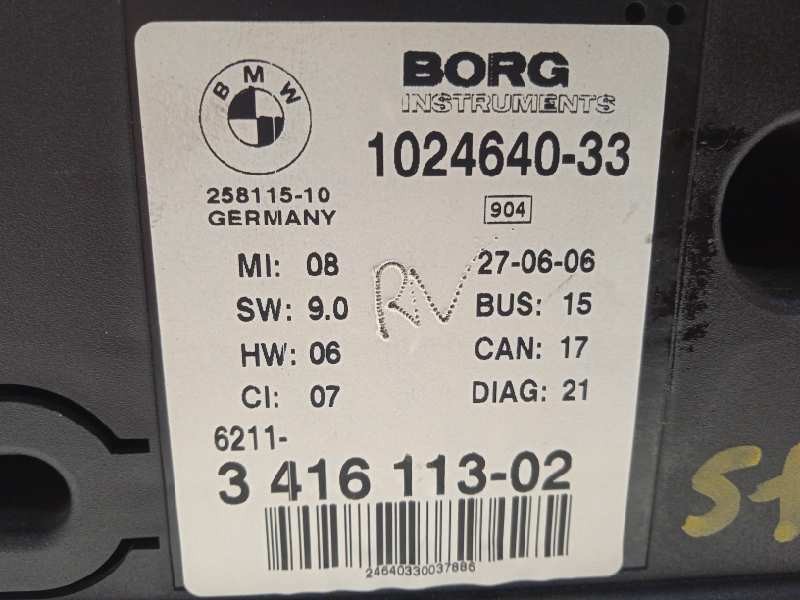 BMW
BORG
INSTRUMENTS
1024640-33
258115-10
GERMANY
904
MI: 08
27-06-06
SW: 9.0
RN
BUS: 15
HW: 06
CAN: 17
CI: 07
DIAG: 21
6211-
3 416 113-02
24640330037886